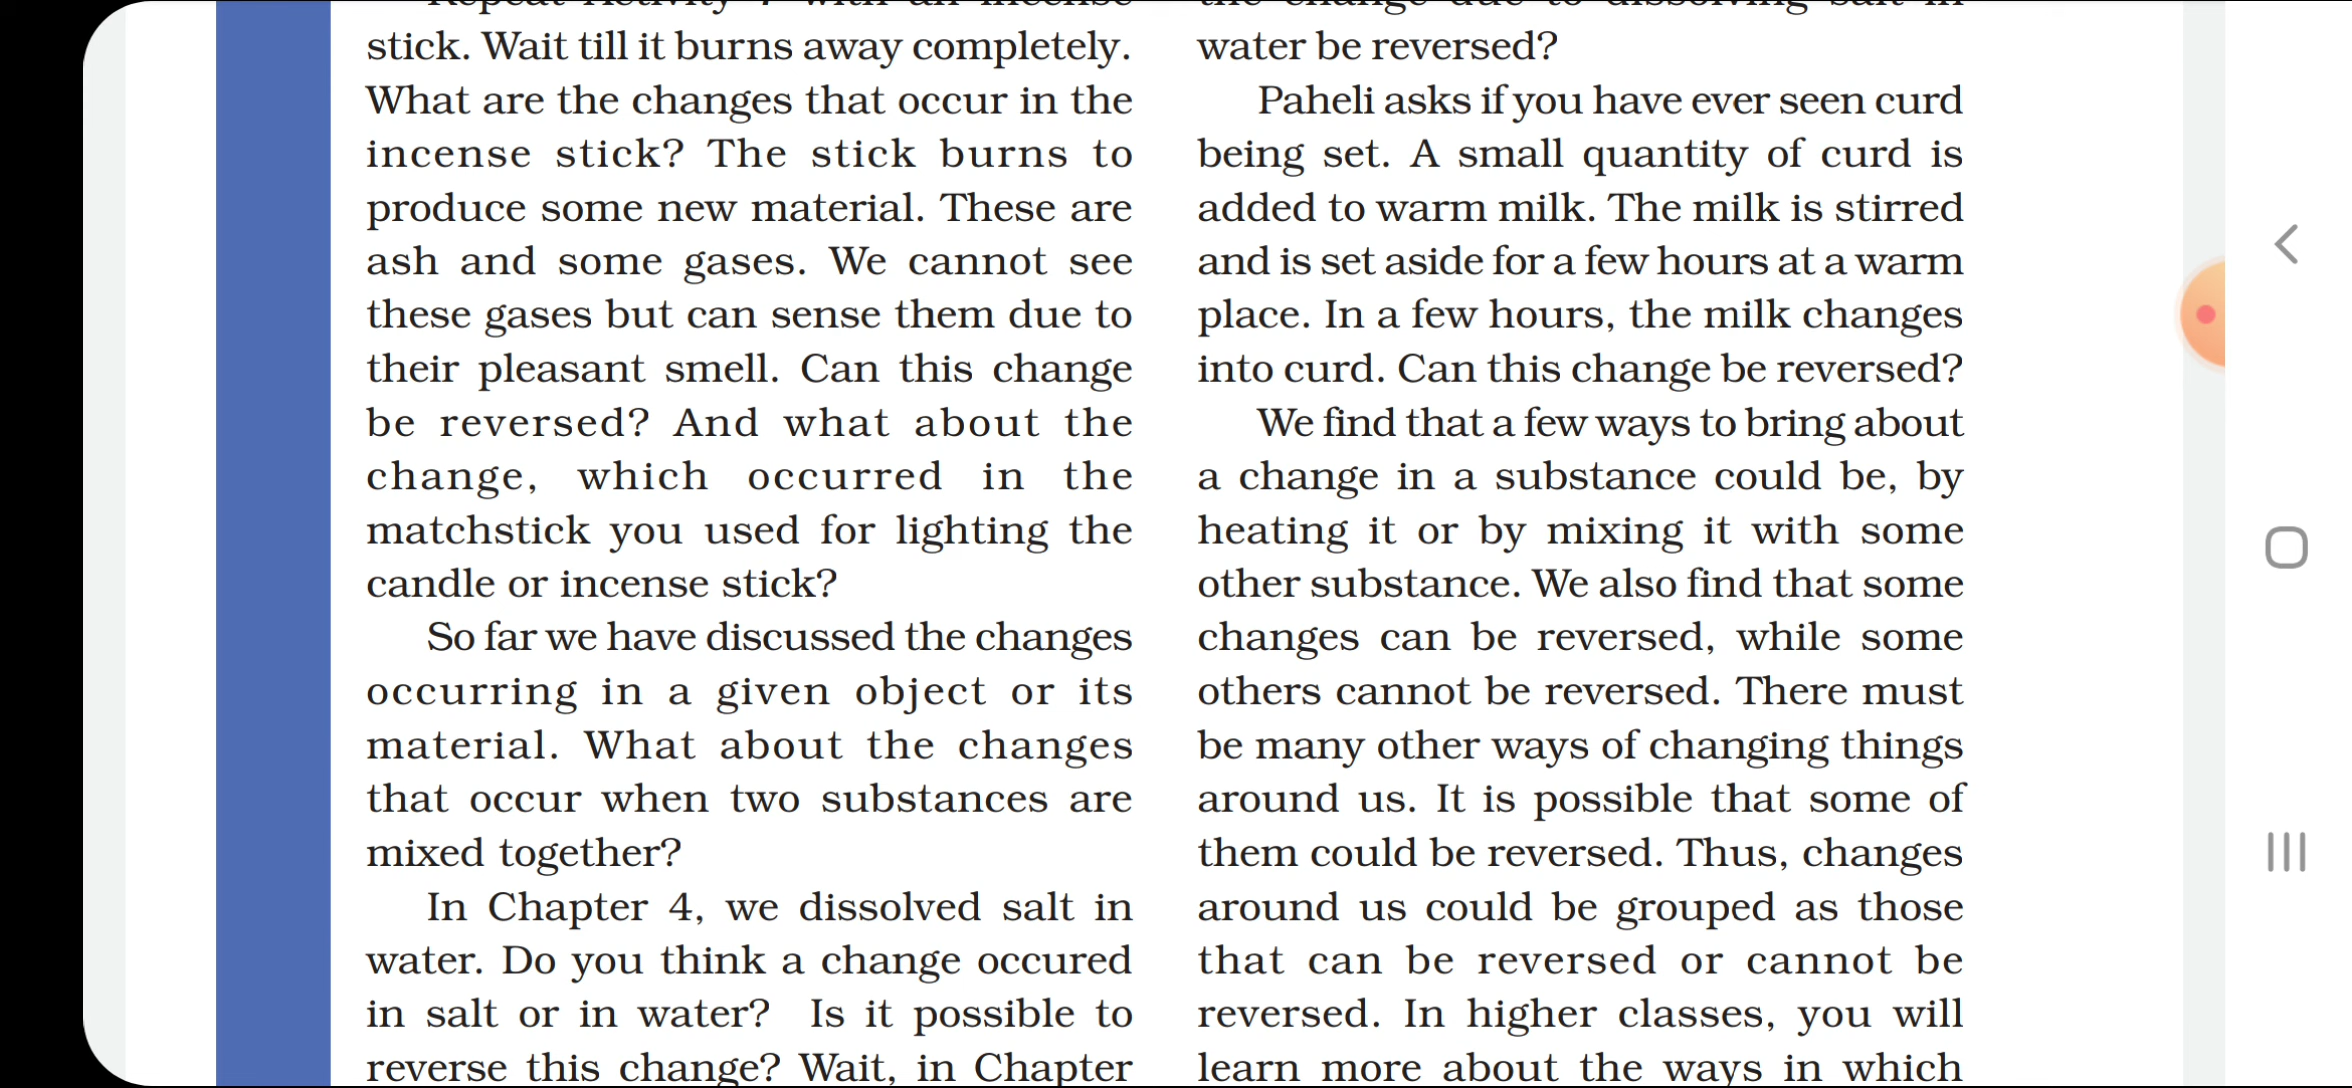 Repeat Activity 7 with an incense
stick. Wait till it burns away completely.
What are the changes that occur in the
incense stick? The stick burns to
produce some new material. These are
ash and some gases. We cannot see
these gases but can sense them due to
their pleasant smell. Can this change
be reversed? And what about the
change, which occurred in the
matchstick you used for lighting the
candle or incense stick?
So far we have discussed the changes
occurring in a given object or its
material. What about the changes
that occur when two substances are
mixed together?
In Chapter 4, we dissolved salt in
water. Do you think a change occured
in salt or in water? Is it possible to
reverse this change? Wait, in Chapter
the change due to dissolving salt in
water be reversed?
Paheli asks if you have ever seen curd
being set. A small quantity of curd is
added to warm milk. The milk is stirred
and is set aside for a few hours at a warm
place. In a few hours, the milk changes
into curd. Can this change be reversed?
We find that a few ways to bring about
a change in a substance could be, by
heating it or by mixing it with some
other substance. We also find that some
changes can be reversed, while some
others cannot be reversed. There must
be many other ways of changing things
around us. It is possible that some of
them could be reversed. Thus, changes
around us could be grouped as those
that can be reversed or cannot be
reversed. In higher classes, you will
learn more about the ways in which